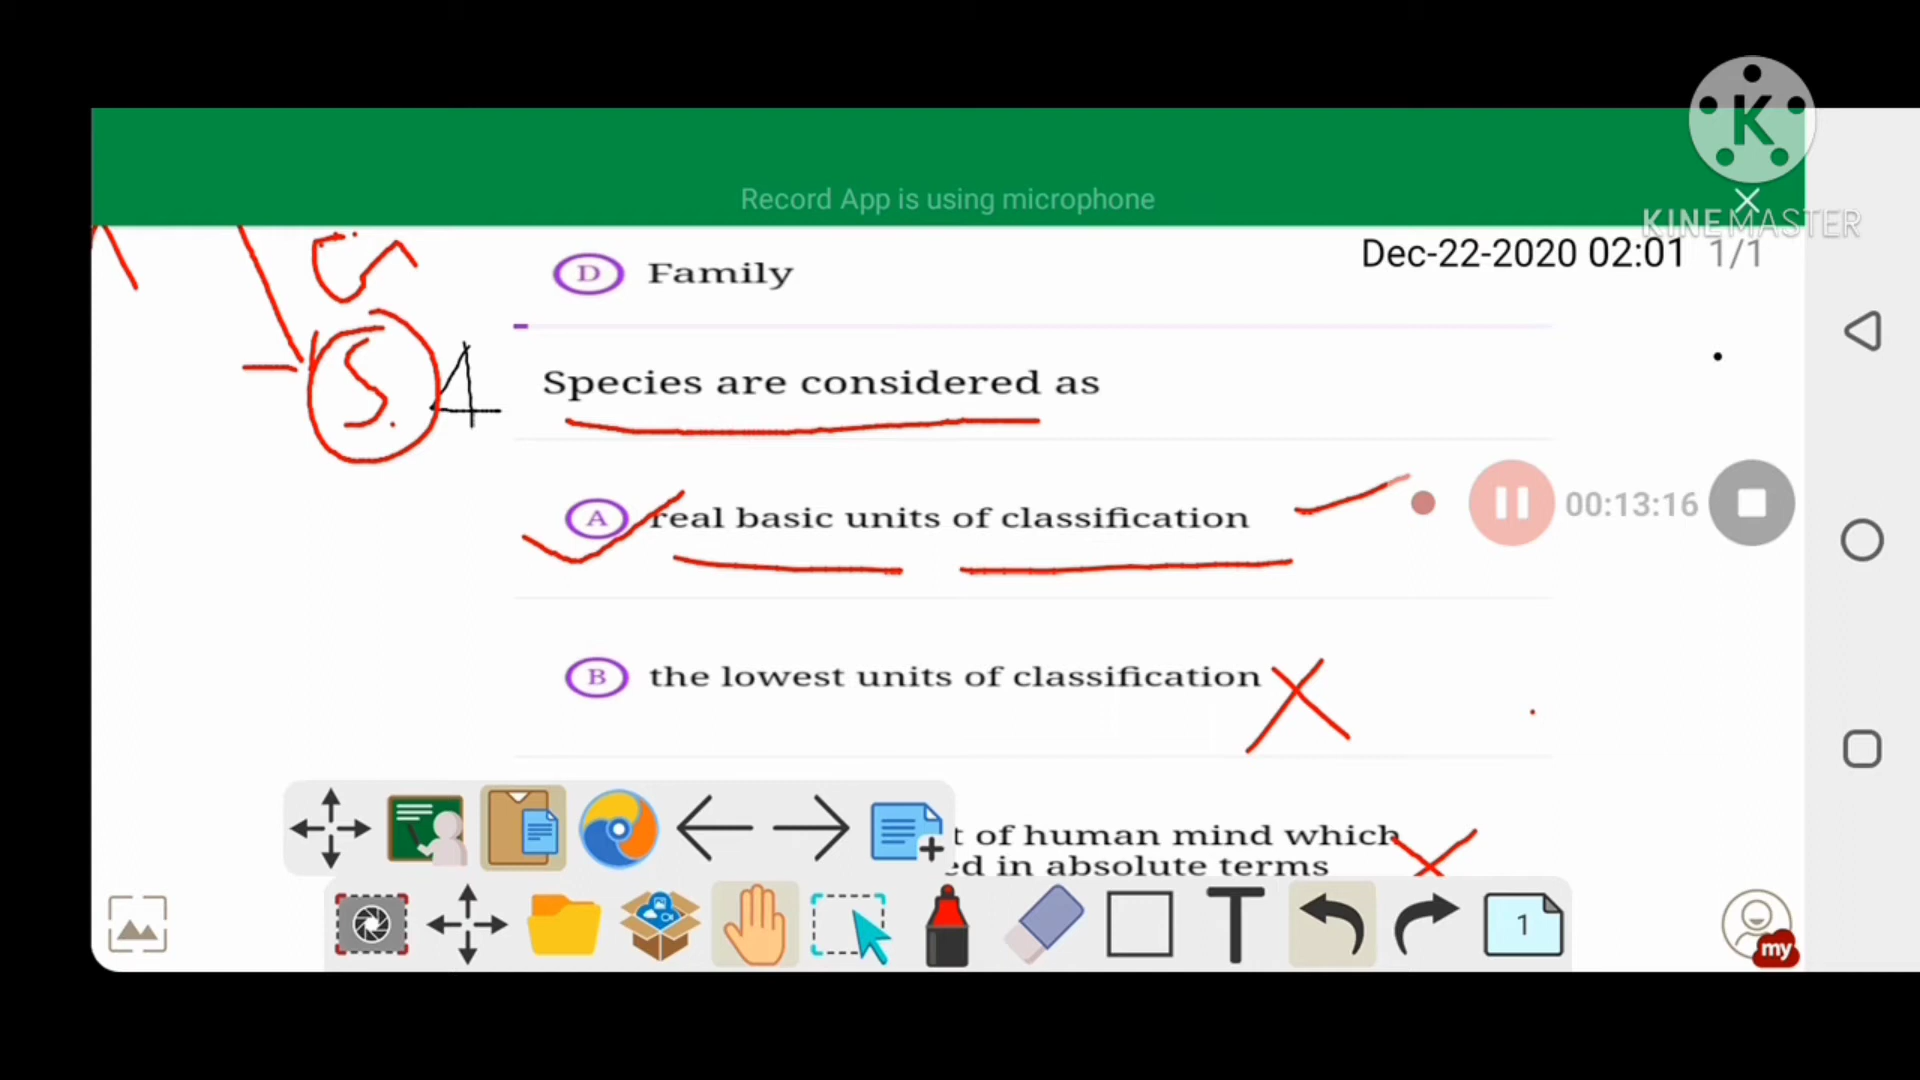 K
Record App is using microphone
KINEMASTER
Dec-22-2020 02:01 1/1
G
D Family
S. 4 Species are considered as
A real basic units of classification
00:13:16
B the lowest units of classification
t of human mind which
ed in absolute terms
T
1
my